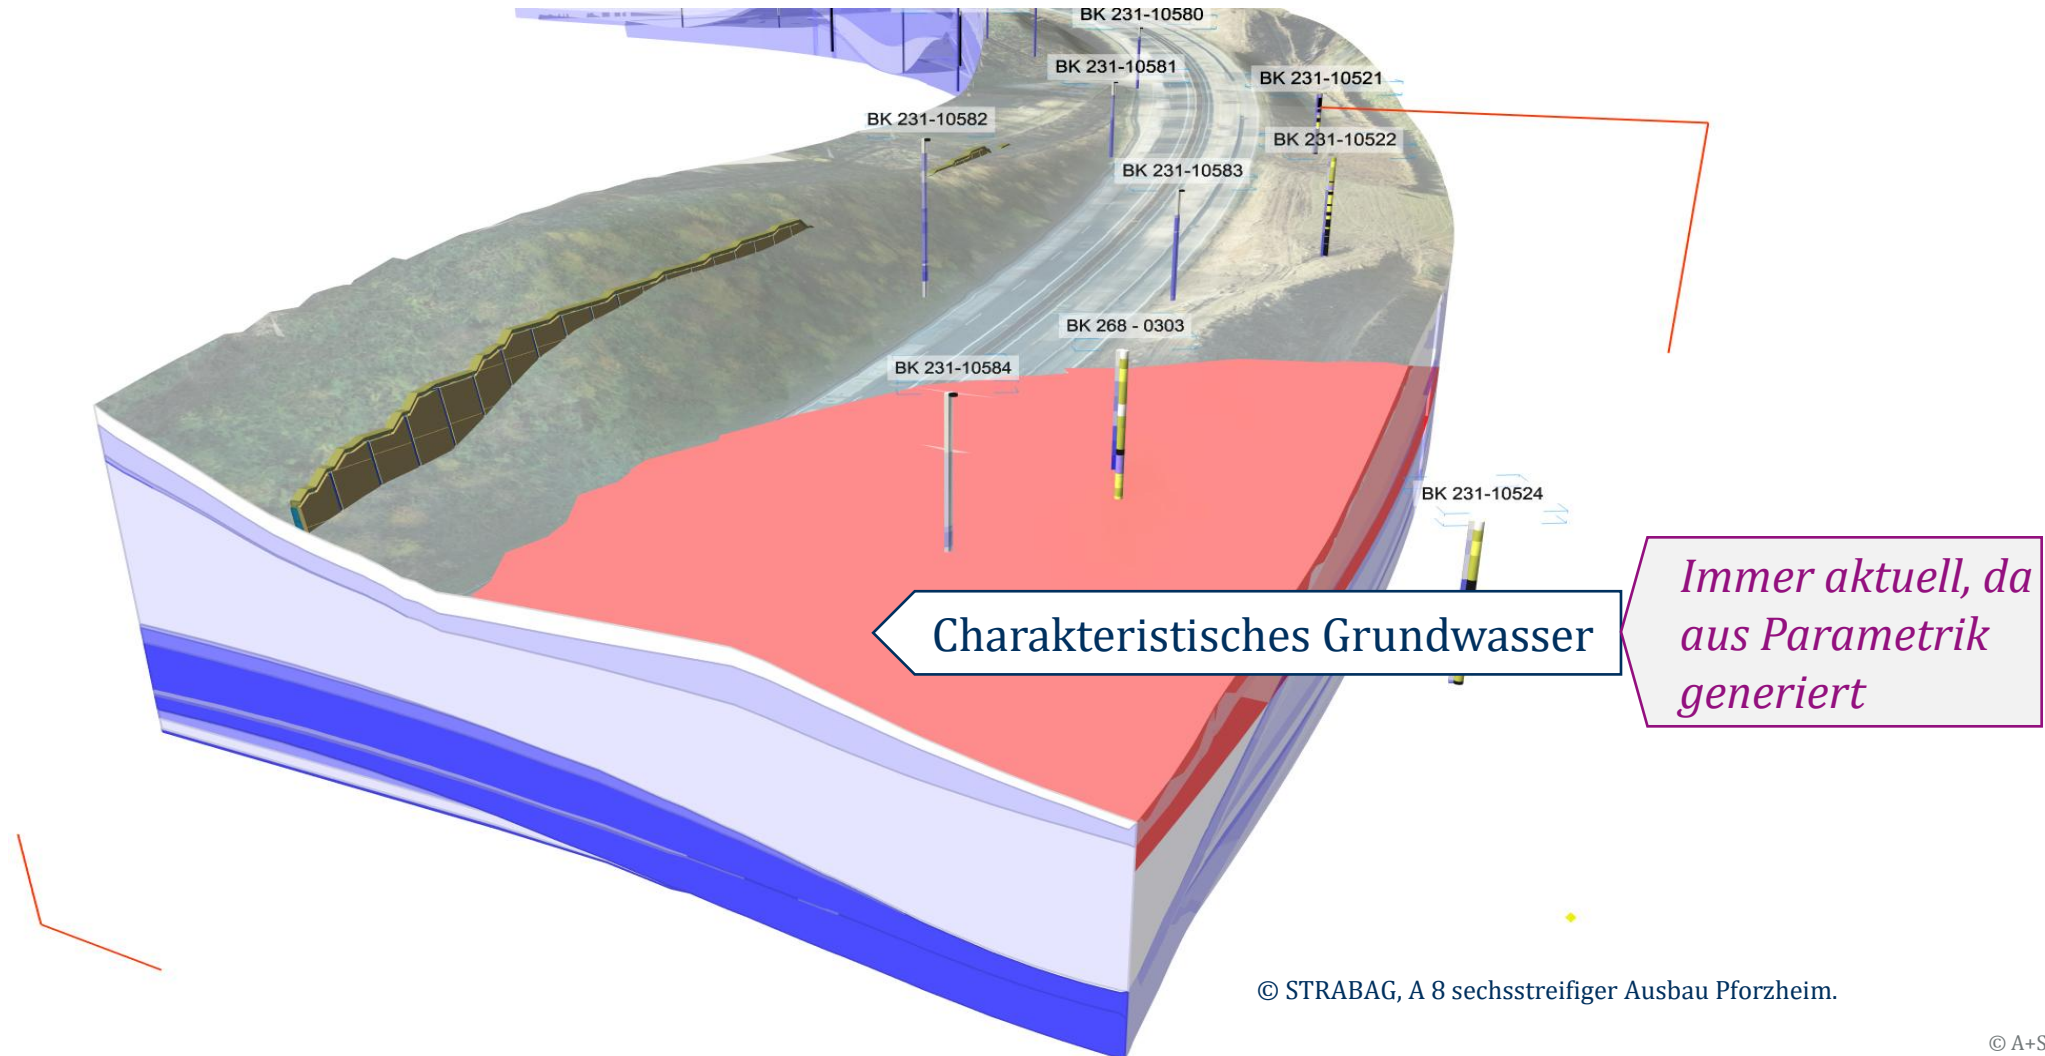 BK 231-10580
BK 231-10581
BK 231-10521
BK 231-10582
BK 231-10522
BK 231-10583
BK 268 - 0303
BK 231-10584
BK 231-10524
Charakteristisches Grundwasser
Immer aktuell, da
aus Parametrik
generiert
© STRABAG, A 8 sechsstreifiger Ausbau Pforzheim.
© A+S